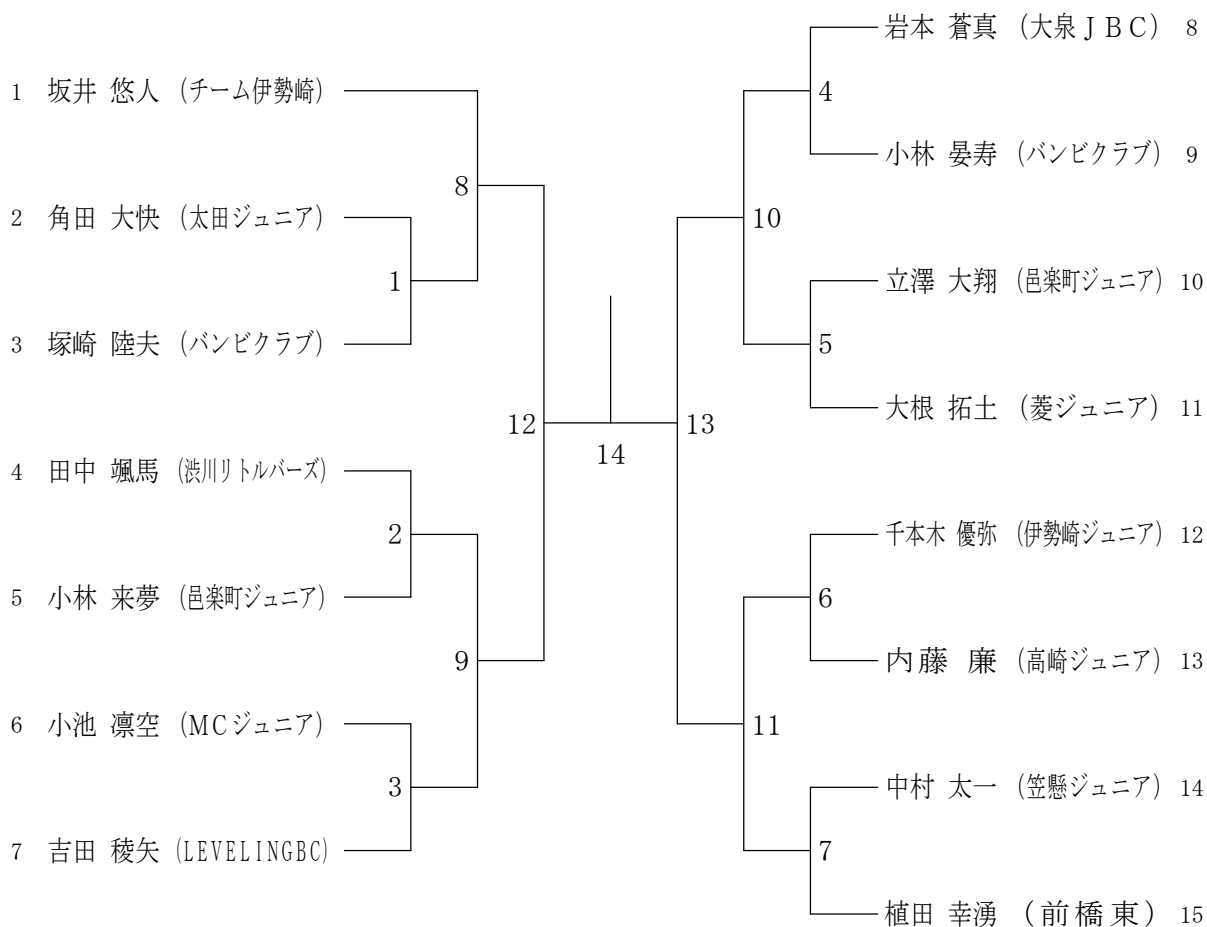 1 坂井 悠人 (チーム伊勢崎)
2 角田 大快 (太田ジュニア)
3 塚崎 陸夫 (バンビクラブ)
4 田中 颯馬 (渋川リトルバーズ)
5 小林 来夢 (邑楽町ジュニア)
6 小池 凛空 (MCジュニア)
7 吉田 稜矢 (LEVELINGBC)
1
2
3
8
9
12
14
13
10
11
4
5
6
7
岩本 蒼真 (大泉JBC) 8
小林 晏寿 (バンビクラブ) 9
立澤 大翔 (邑楽町ジュニア) 10
大根 拓土 (菱ジュニア) 11
千本木 優弥 (伊勢崎ジュニア) 12
内藤 廉 (高崎ジュニア) 13
中村 太一 (笠懸ジュニア) 14
植田 幸湧 (前橋東) 15